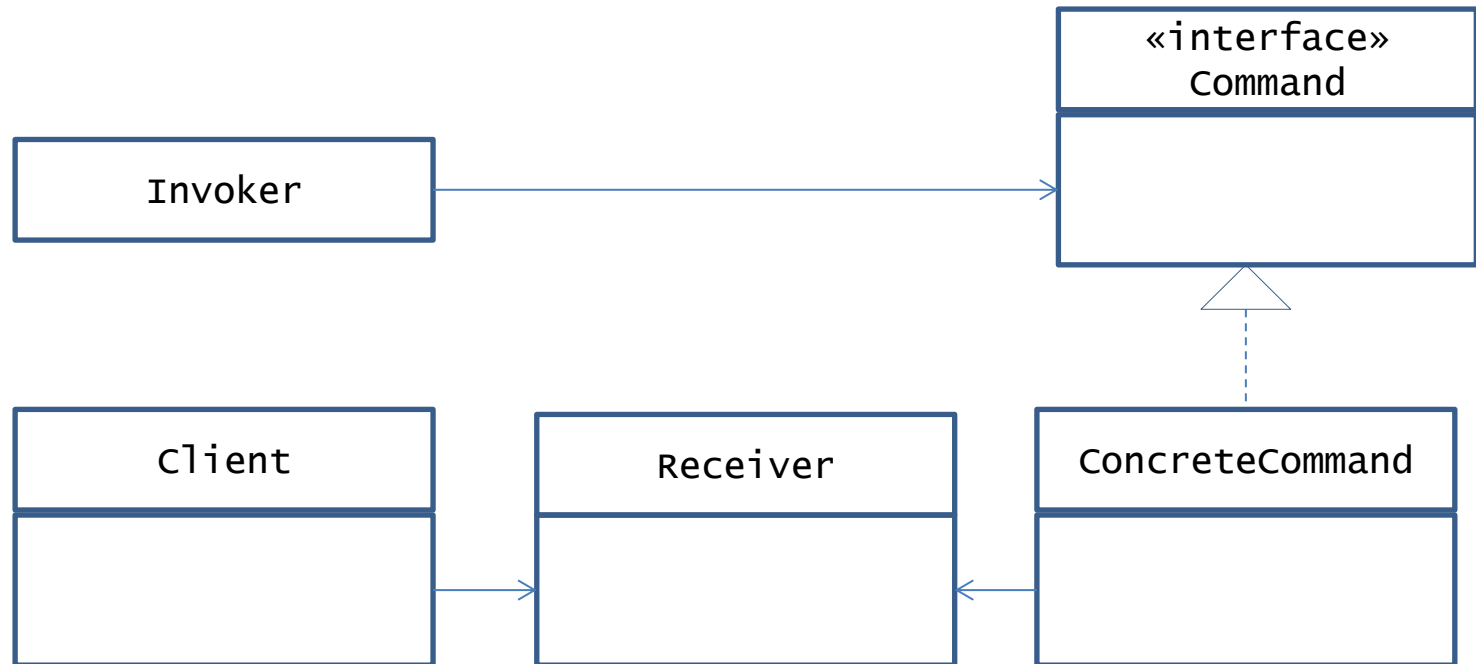 «interface»
Command
Invoker
Client
Receiver
ConcreteCommand